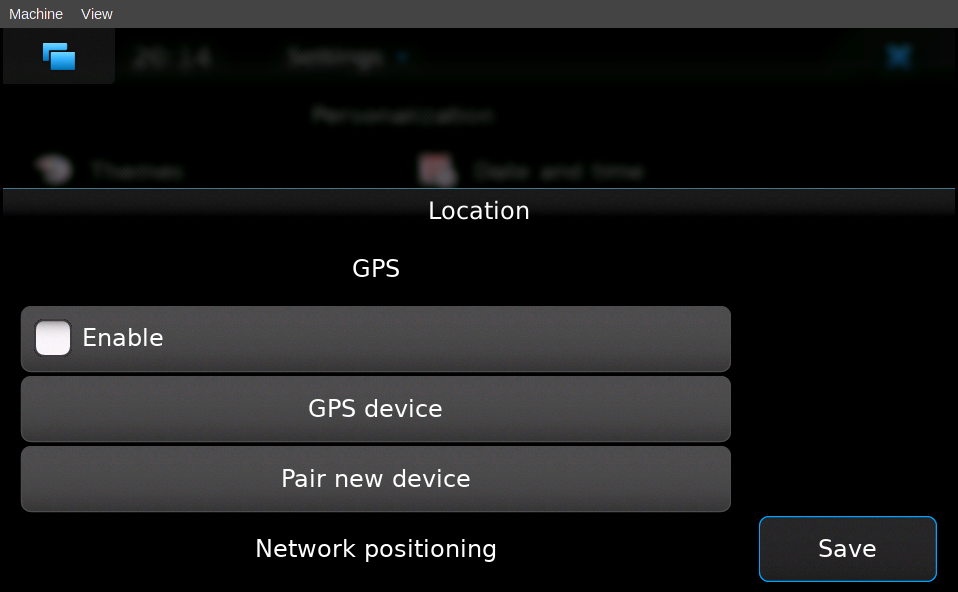 Machine View
20:14
Settings
Personalization
Themes
Date and time
Location
GPS
Enable
GPS device
Pair new device
Network positioning
Save